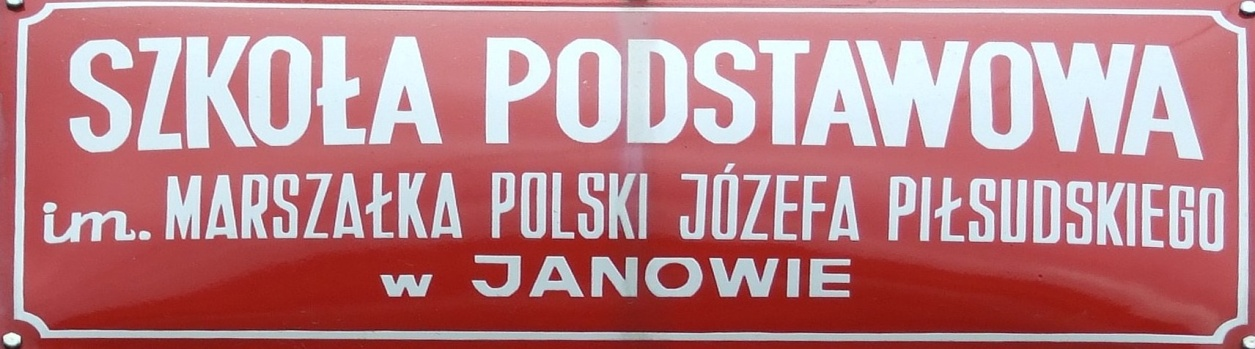 SZKOŁA PODSTAWOWA
im. MARSZAŁKA POLSKI JÓZEFA PIŁSUDSKIEGO
w JANOWIE